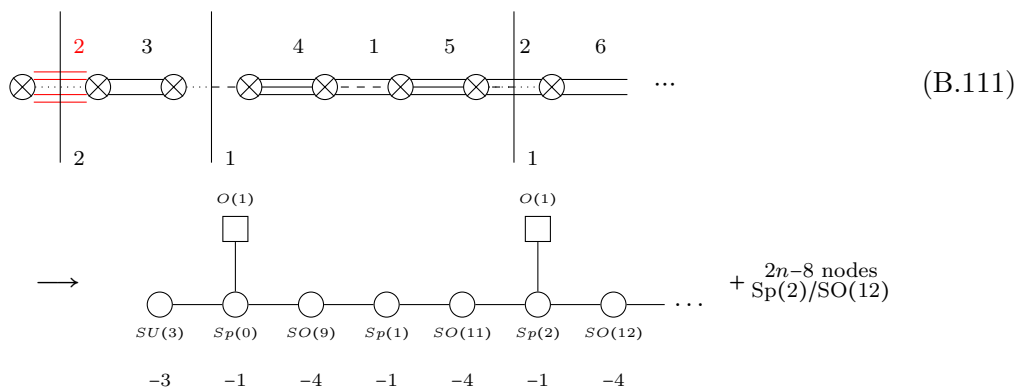 2 3 4 1 5 2 6
... (B.111)
2 1 1
O(1) O(1)
+ 2n−8 nodes
Sp(2)/SO(12)
⟶ ...
SU(3) Sp(0) SO(9) Sp(1) SO(11) Sp(2) SO(12)
−3 −1 −4 −1 −4 −1 −4